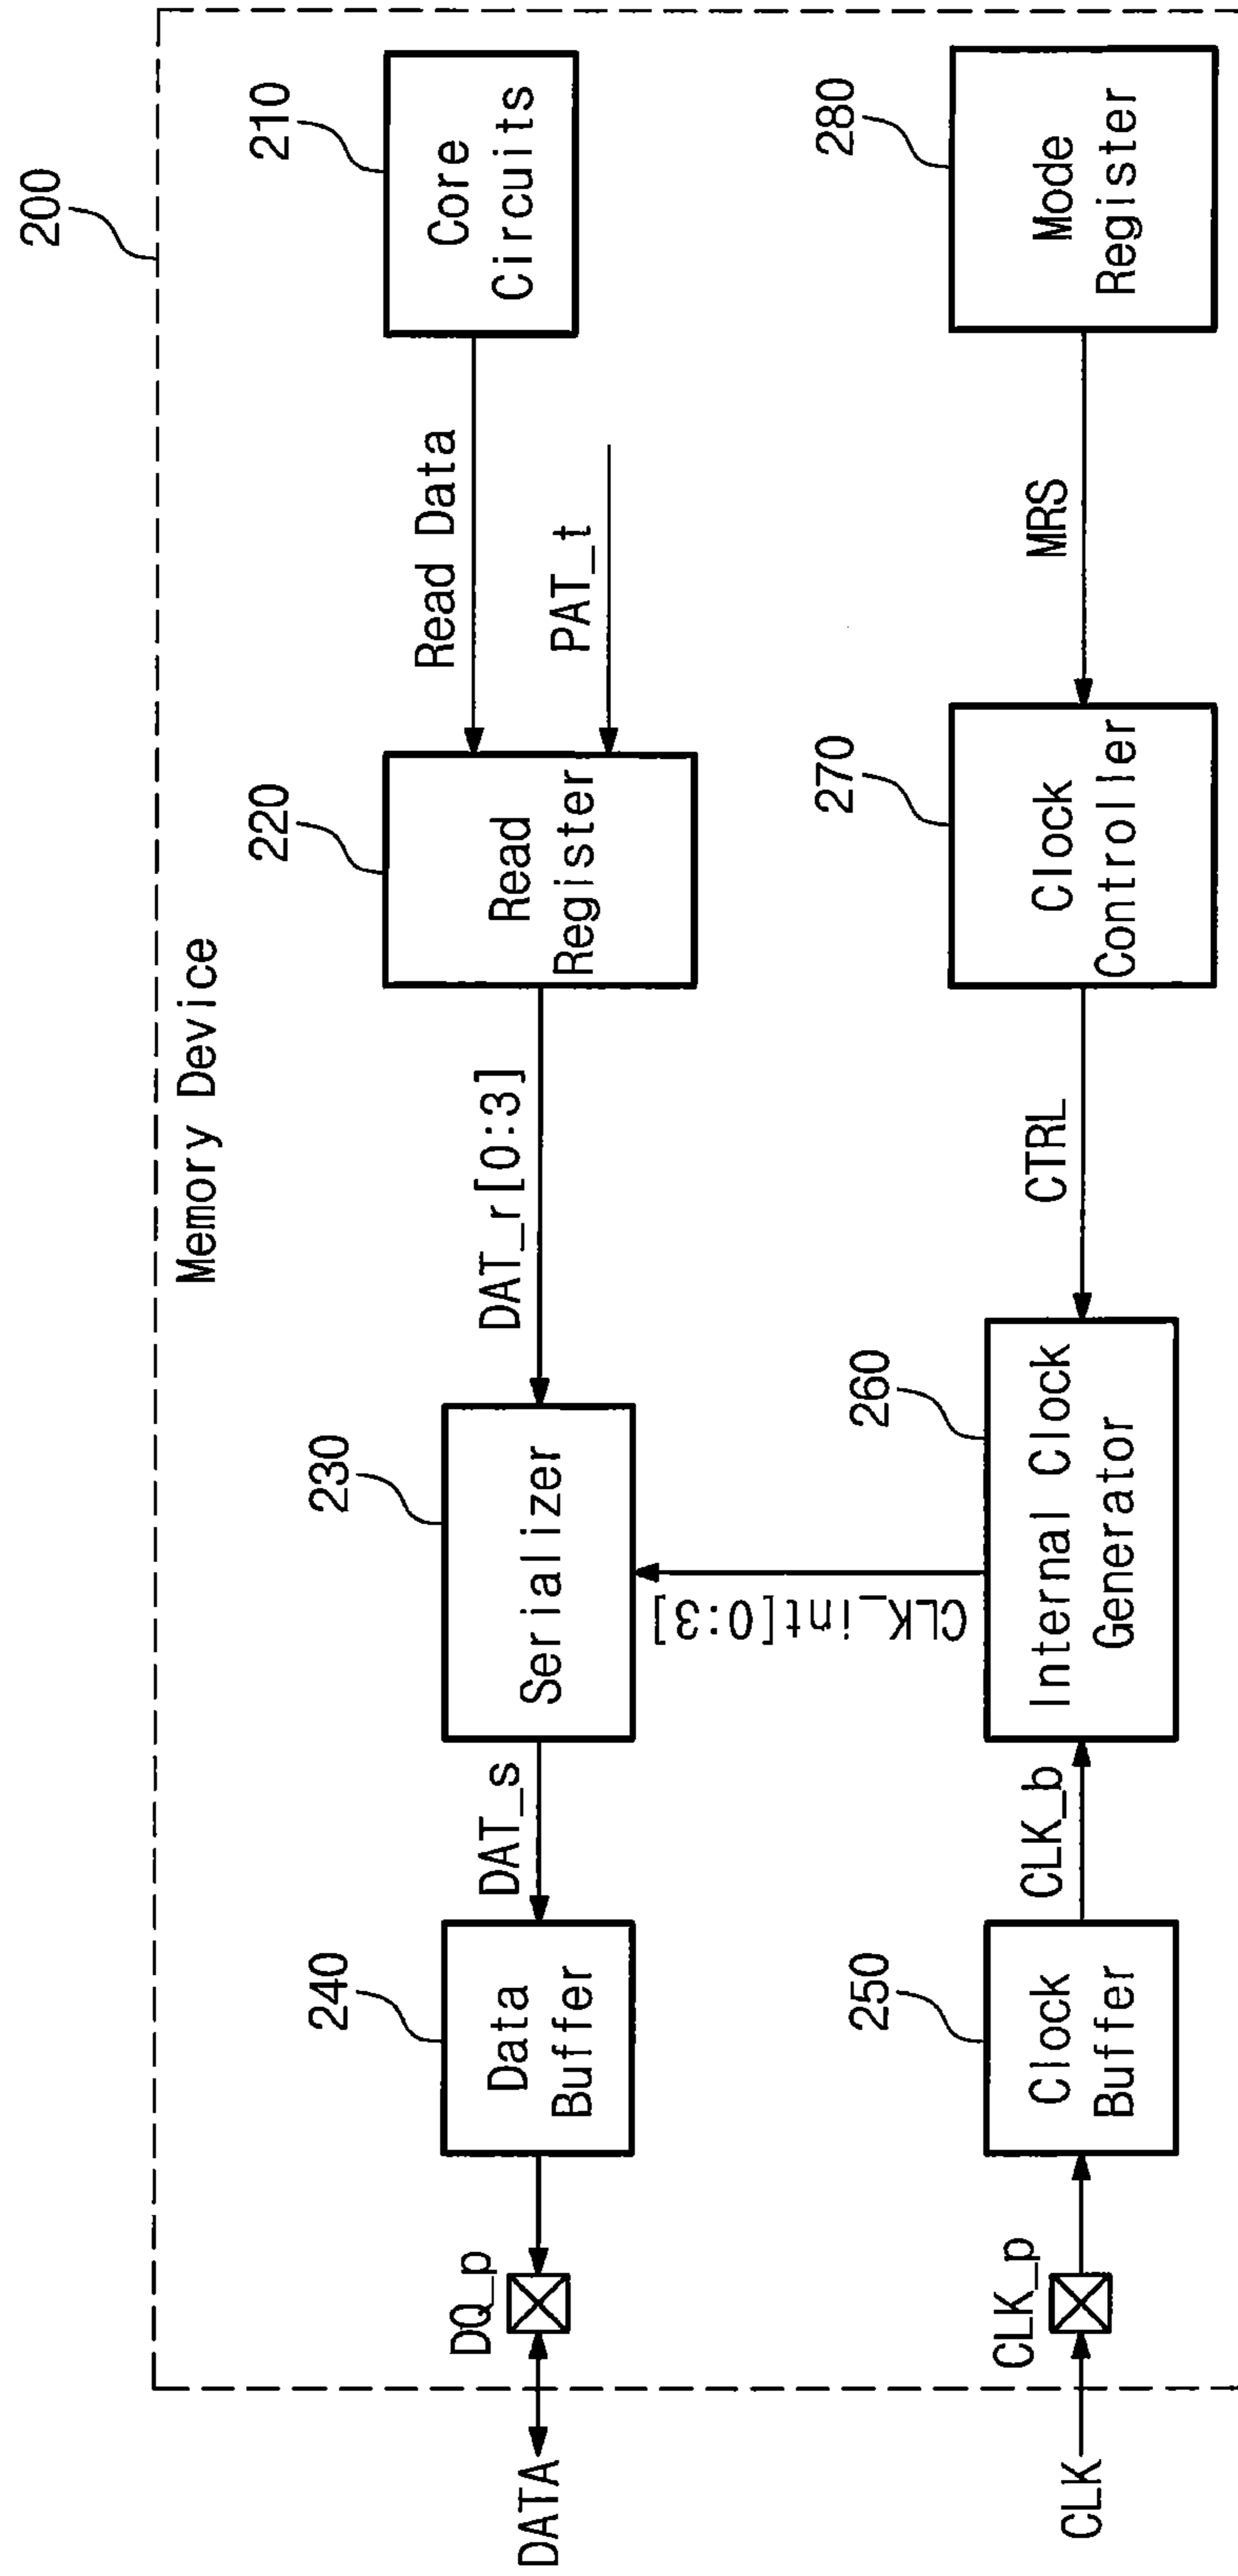 200
Memory Device
240
230
220
210
DATA
DQ_p
Data
Buffer
DAT_s
Serializer
DAT_r[0:3]
Read
Register
Read Data
PAT_t
Core
Circuits
CLK_int[0:3]
250
260
270
280
CLK
CLK_p
Clock
Buffer
CLK_b
Internal Clock
Generator
CTRL
Clock
Controller
MRS
Mode
Register